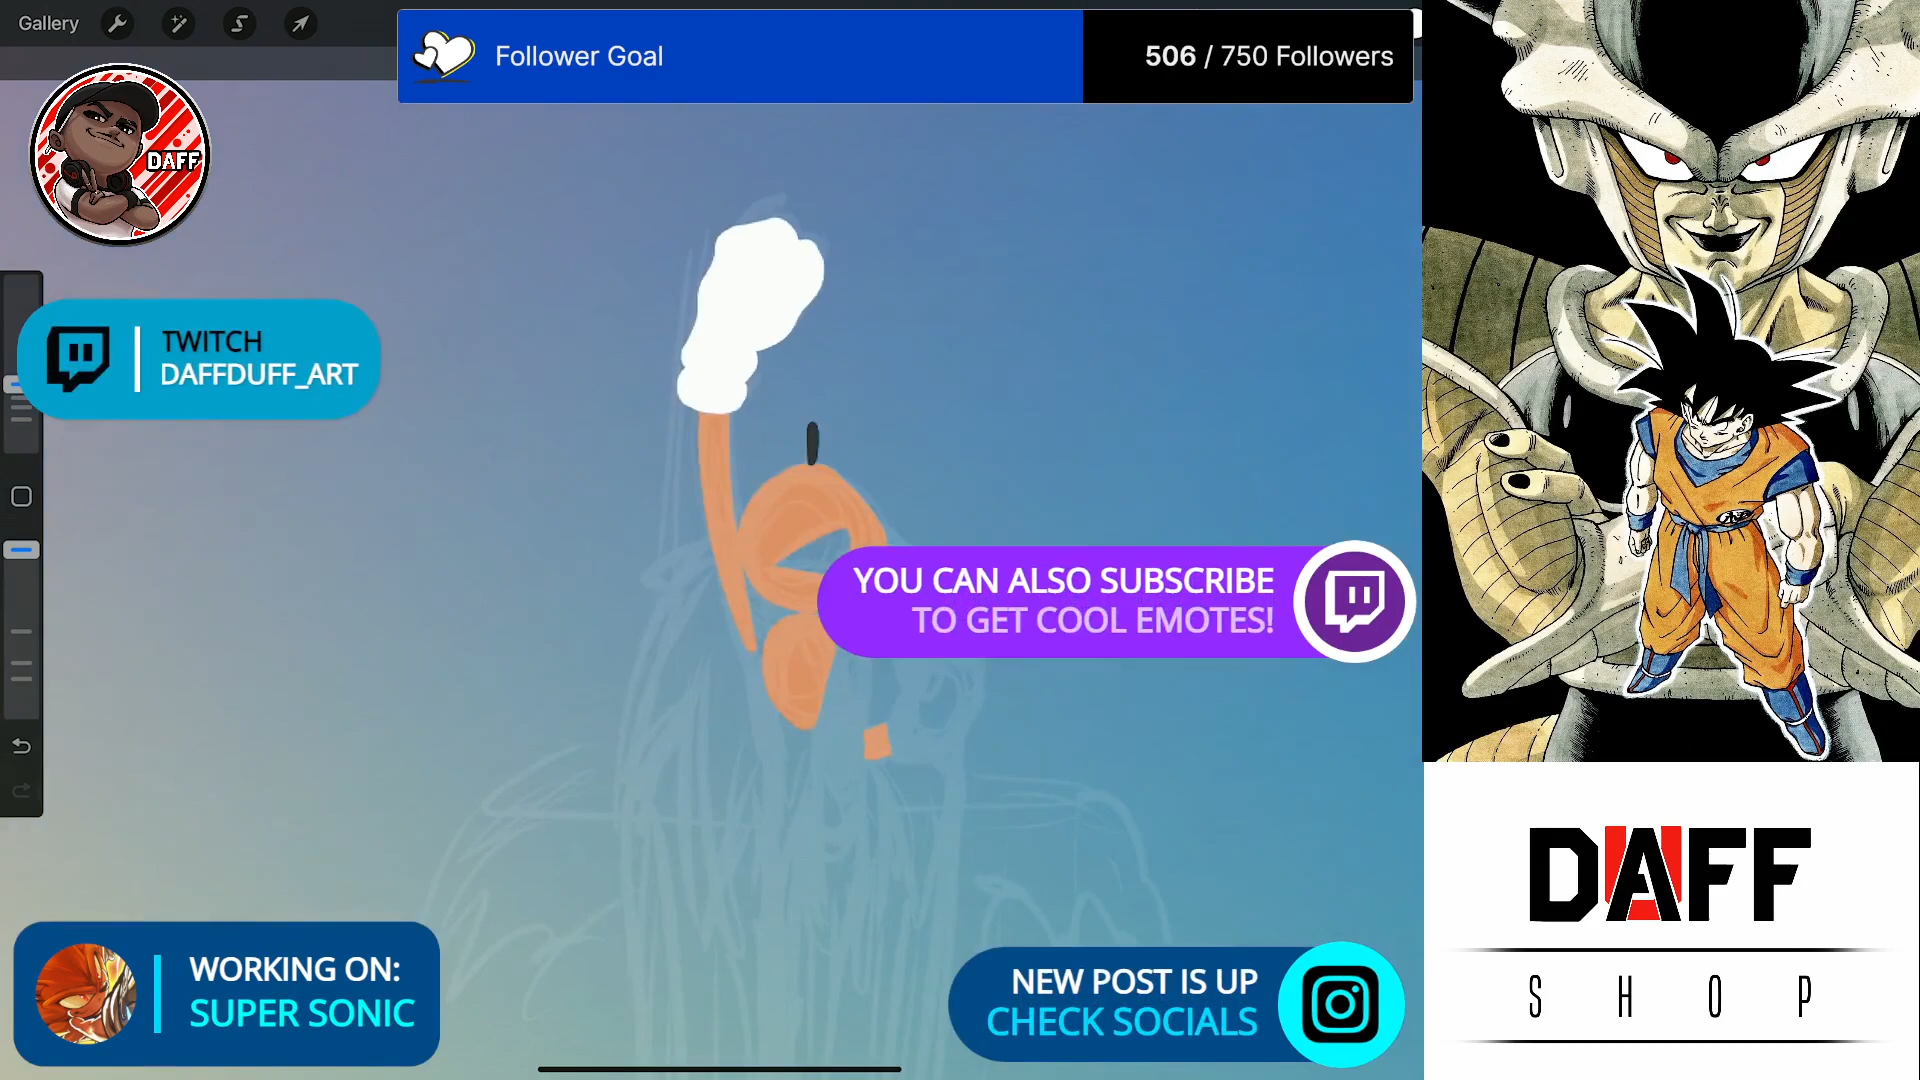 Gallery
Follower Goal
506 / 750 Followers
DAFF
TWITCH
DAFFDUFF_ART
YOU CAN ALSO SUBSCRIBE
TO GET COOL EMOTES!
WORKING ON:
SUPER SONIC
NEW POST IS UP
CHECK SOCIALS
DAFF
SHOP